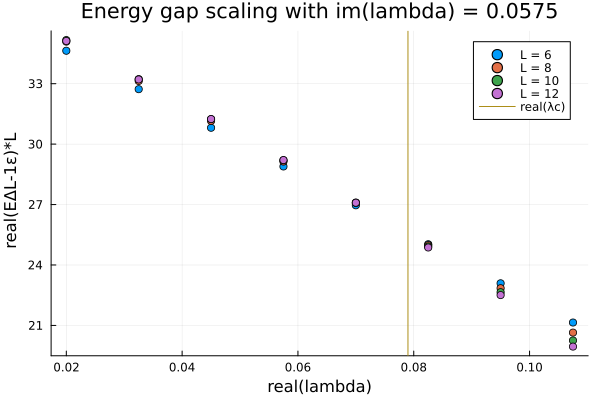 Energy gap scaling with im(lambda) = 0.0575
real(EΔL-1ε)*L
33
30
27
24
21
L = 6
L = 8
L = 10
L = 12
real(λc)
0.02 0.04 0.06 0.08 0.10
real(lambda)